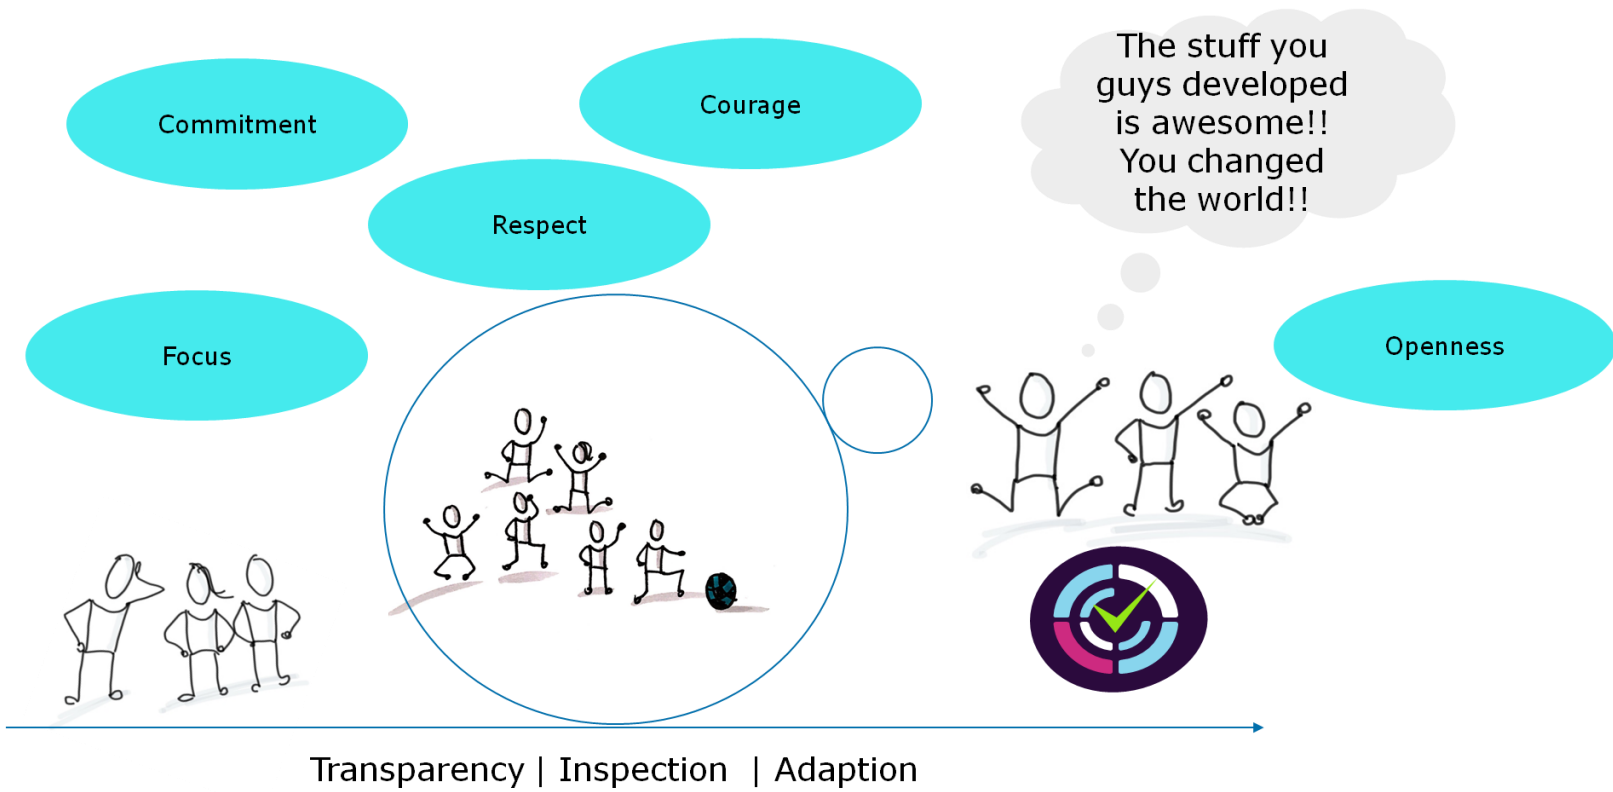 Commitment
Courage
Respect
Focus
The stuff you
guys developed
is awesome!!
You changed
the world!!
Openness
Transparency | Inspection | Adaption